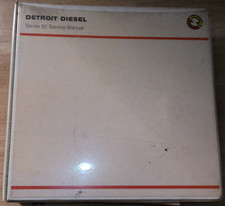 DETROIT DIESEL
Series 92 Service Manual